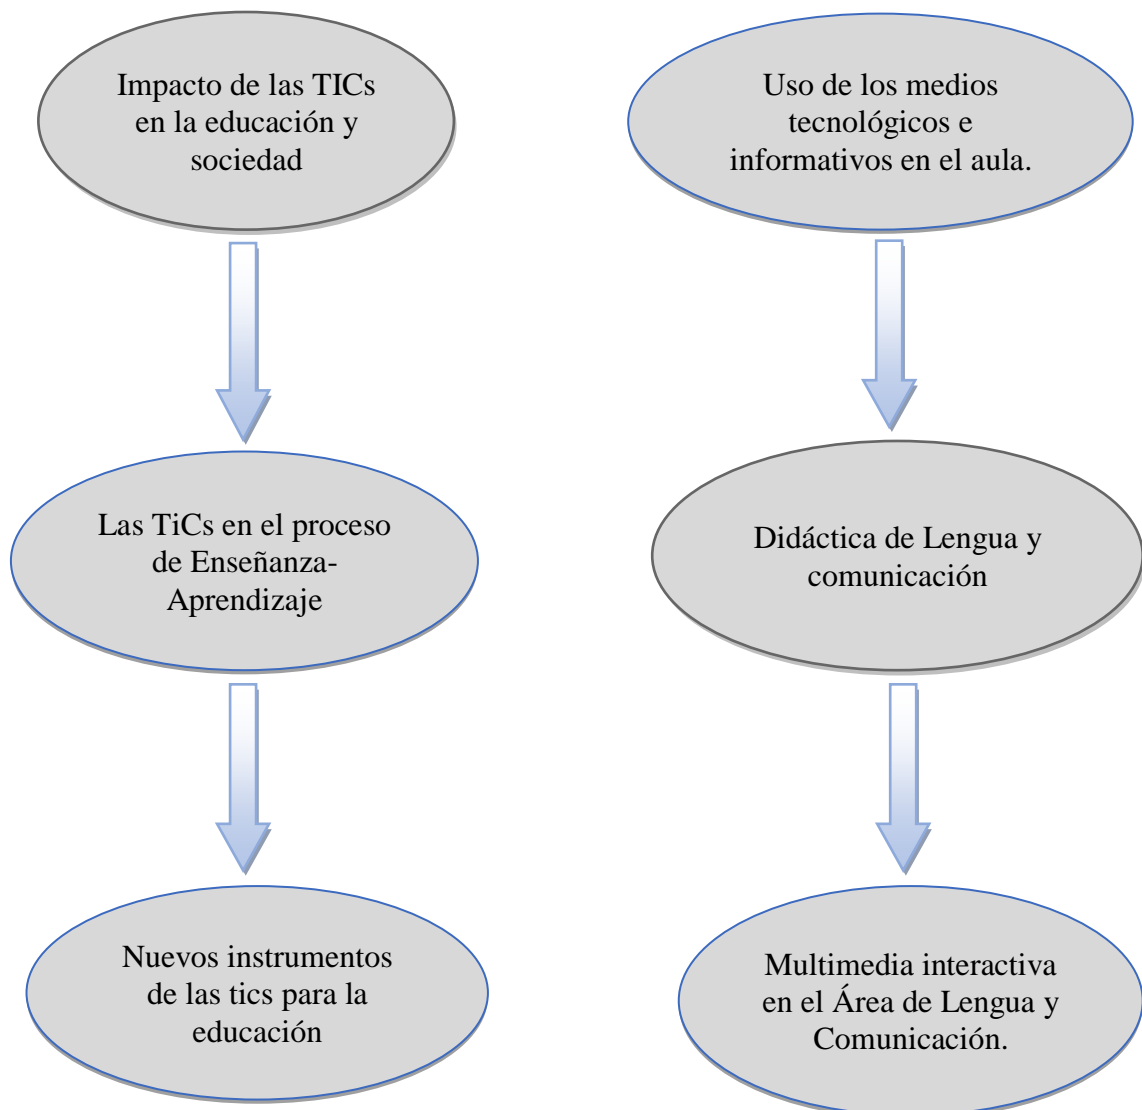 Impacto de las TICs
en la educación y
sociedad
Uso de los medios
tecnológicos e
informativos en el aula.
Las TiCs en el proceso
de Enseñanza-
Aprendizaje
Didáctica de Lengua y
comunicación
Nuevos instrumentos
de las tics para la
educación
Multimedia interactiva
en el Área de Lengua y
Comunicación.